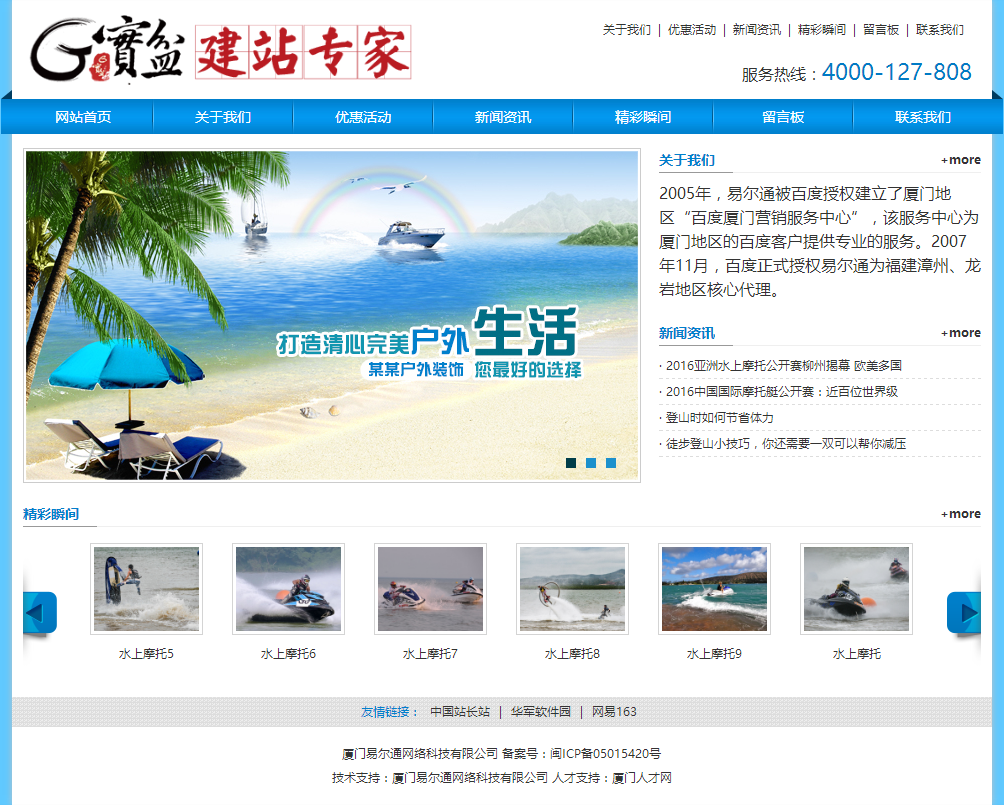 G實盆 建站专家
关于我们 | 优惠活动 | 新闻资讯 | 精彩瞬间 | 留言板 | 联系我们
服务热线：4000-127-808
网站首页 关于我们 优惠活动 新闻资讯 精彩瞬间 留言板 联系我们
打造清心完美户外生活
某某户外装饰 您最好的选择
关于我们 +more
2005年，易尔通被百度授权建立了厦门地
区“百度厦门营销服务中心”，该服务中心为
厦门地区的百度客户提供专业的服务。2007
年11月，百度正式授权易尔通为福建漳州、龙
岩地区核心代理。
新闻资讯 +more
· 2016亚洲水上摩托公开赛柳州揭幕 欧美多国
· 2016中国国际摩托艇公开赛：近百位世界级
· 登山时如何节省体力
· 徒步登山小技巧，你还需要一双可以帮你减压
精彩瞬间 +more
水上摩托5 水上摩托6 水上摩托7 水上摩托8 水上摩托9 水上摩托
友情链接： 中国站长站 | 华军软件园 | 网易163
厦门易尔通网络科技有限公司 备案号：闽ICP备05015420号
技术支持：厦门易尔通网络科技有限公司 人才支持：厦门人才网